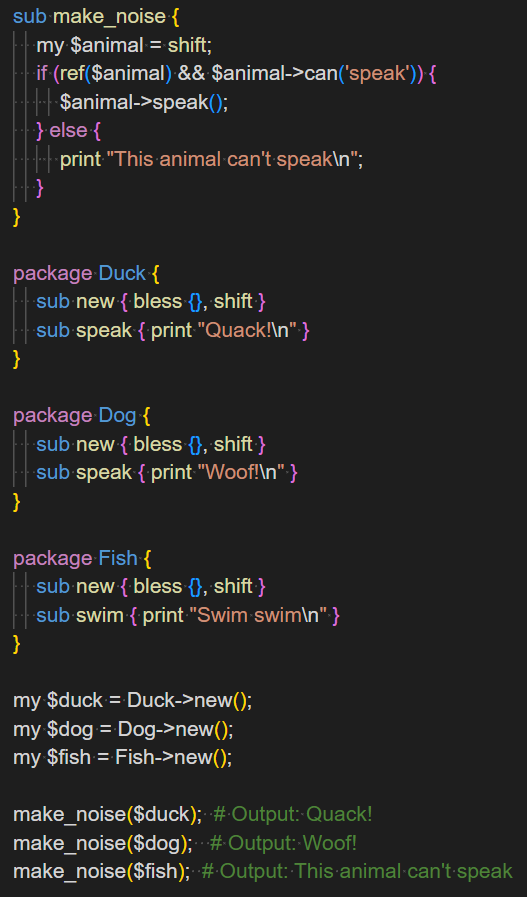 sub make_noise {
    my $animal = shift;
    if (ref($animal) && $animal->can('speak')) {
        $animal->speak();
    } else {
        print "This animal can't speak\n";
    }
}

package Duck {
    sub new { bless {}, shift }
    sub speak { print "Quack!\n" }
}

package Dog {
    sub new { bless {}, shift }
    sub speak { print "Woof!\n" }
}

package Fish {
    sub new { bless {}, shift }
    sub swim { print "Swim swim\n" }
}

my $duck = Duck->new();
my $dog = Dog->new();
my $fish = Fish->new();

make_noise($duck);  # Output: Quack!
make_noise($dog);   # Output: Woof!
make_noise($fish);  # Output: This animal can't speak